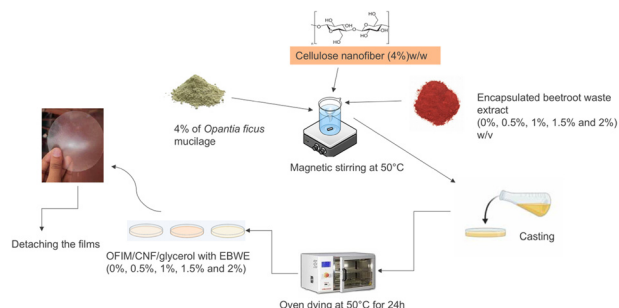 Cellulose nanofiber (4%)w/w
4% of Opantia ficus
mucilage
Encapsulated beetroot waste
extract
(0%, 0.5%, 1%, 1.5% and 2%)
w/v
Magnetic stirring at 50°C
Casting
Oven dying at 50°C for 24h
OFIM/CNF/glycerol with EBWE
(0%, 0.5%, 1%, 1.5% and 2%)
Detaching the films